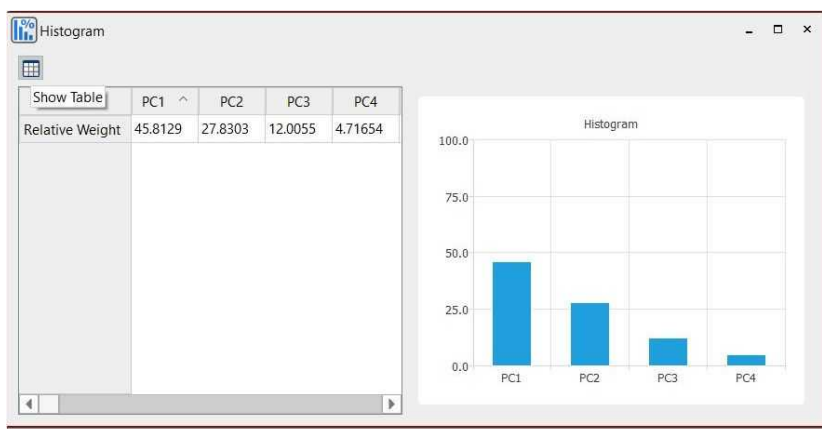 Histogram
Show Table
PC1 PC2 PC3 PC4
Relative Weight 45.8129 27.8303 12.0055 4.71654
Histogram
100.0
75.0
50.0
25.0
0.0
PC1 PC2 PC3 PC4